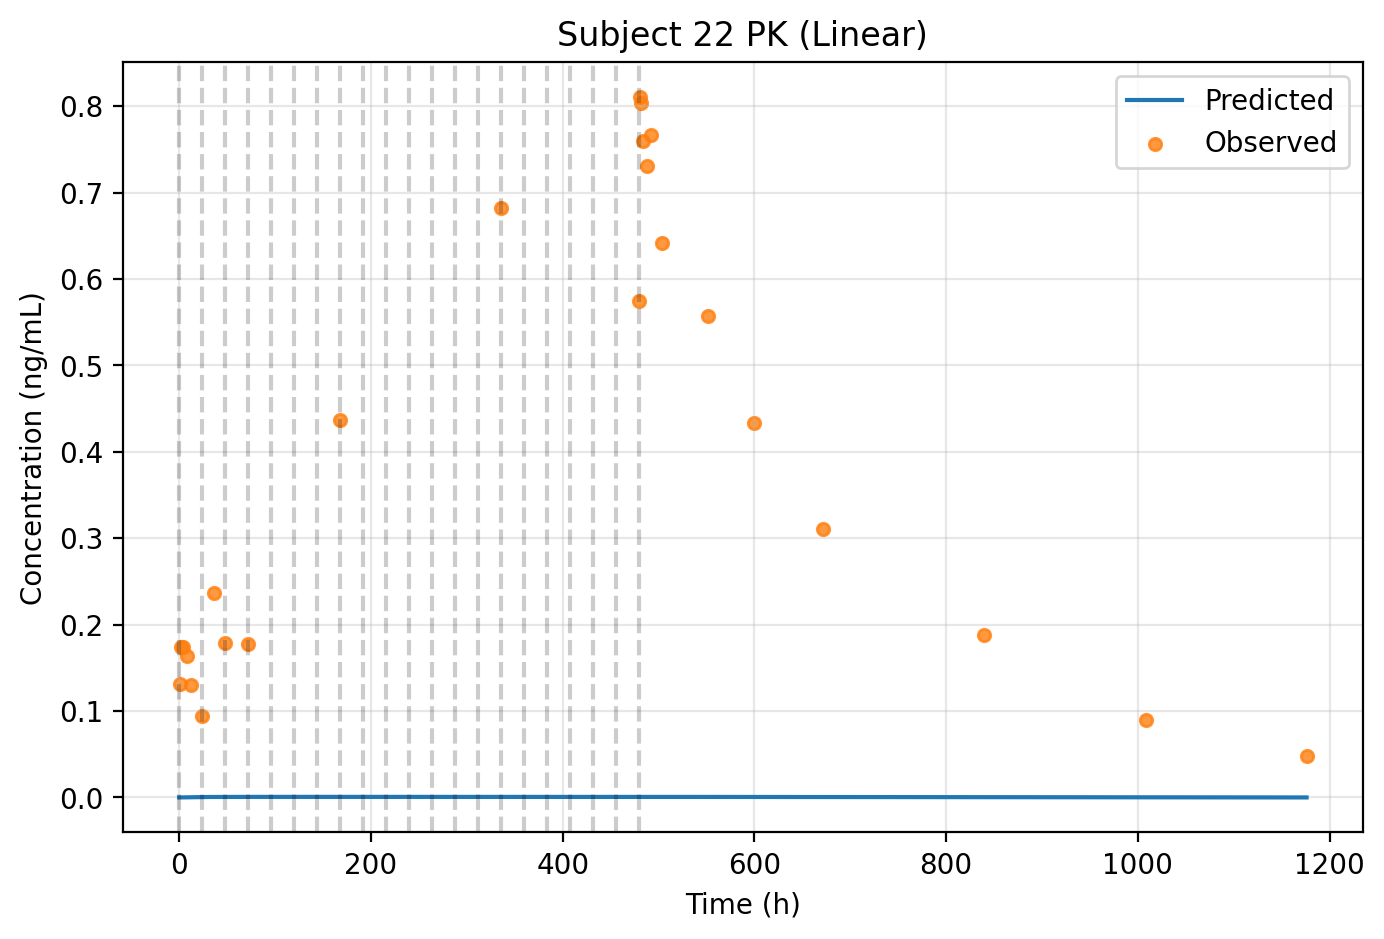 Subject 22 PK (Linear)
Predicted
Observed
Concentration (ng/mL)
0.8
0.7
0.6
0.5
0.4
0.3
0.2
0.1
0.0
0 200 400 600 800 1000 1200
Time (h)